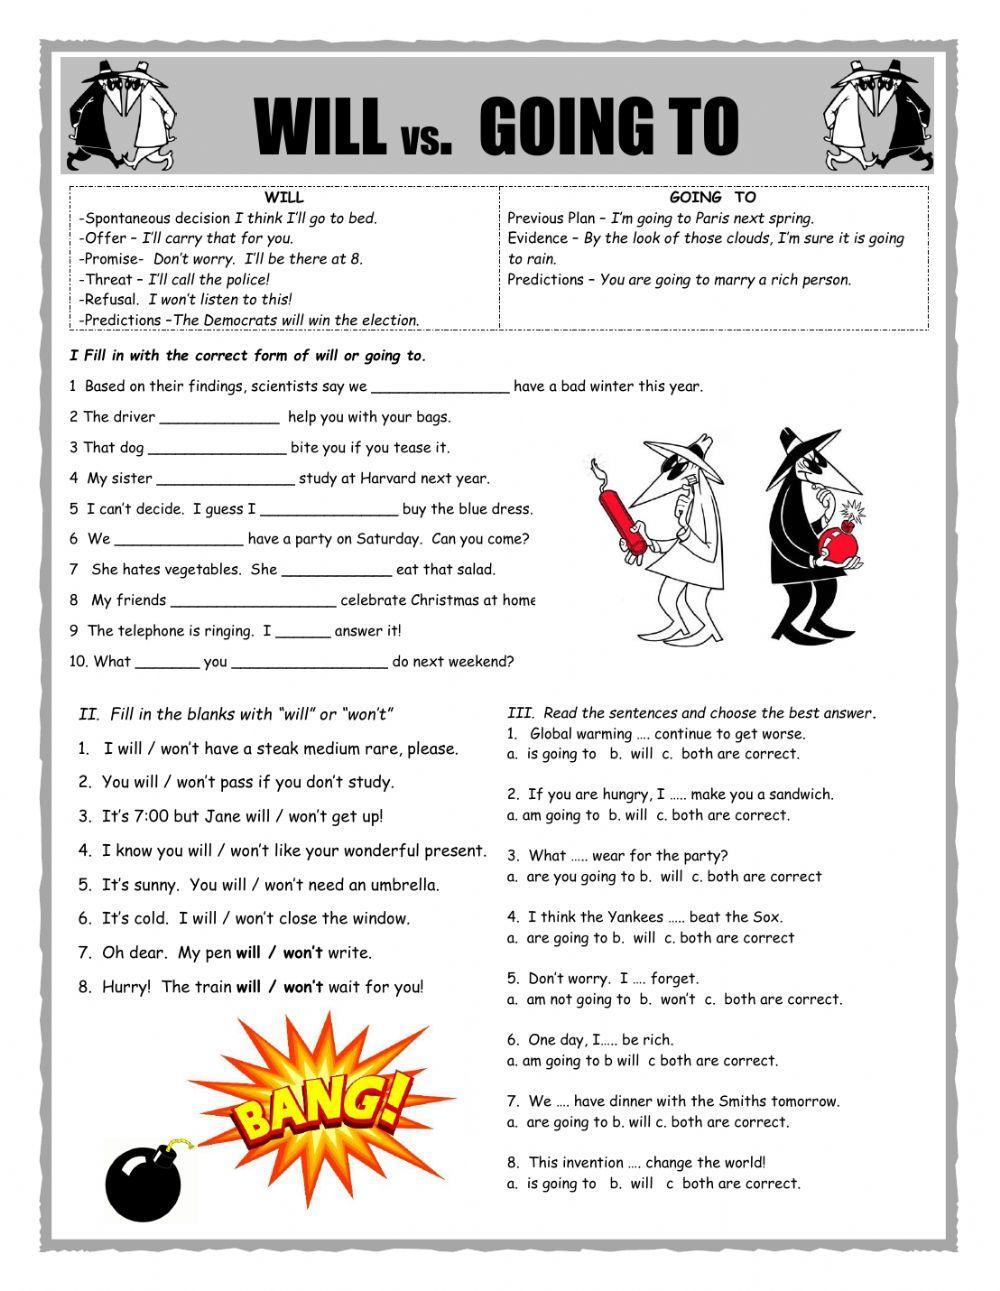 WILL vs. GOING TO
WILL
-Spontaneous decision I think I'll go to bed.
-Offer – I'll carry that for you.
-Promise- Don't worry. I'll be there at 8.
-Threat – I'll call the police!
-Refusal. I won't listen to this!
-Predictions –The Democrats will win the election.
GOING TO
Previous Plan – I'm going to Paris next spring.
Evidence – By the look of those clouds, I'm sure it is going
to rain.
Predictions – You are going to marry a rich person.
I Fill in with the correct form of will or going to.
1 Based on their findings, scientists say we _______________ have a bad winter this year.
2 The driver _____________ help you with your bags.
3 That dog _______________ bite you if you tease it.
4 My sister _______________ study at Harvard next year.
5 I can't decide. I guess I _______________ buy the blue dress.
6 We ______________ have a party on Saturday. Can you come?
7 She hates vegetables. She ____________ eat that salad.
8 My friends __________________ celebrate Christmas at home
9 The telephone is ringing. I ______ answer it!
10. What _______ you _________________ do next weekend?
II. Fill in the blanks with "will" or "won't"
1. I will / won't have a steak medium rare, please.
2. You will / won't pass if you don't study.
3. It's 7:00 but Jane will / won't get up!
4. I know you will / won't like your wonderful present.
5. It's sunny. You will / won't need an umbrella.
6. It's cold. I will / won't close the window.
7. Oh dear. My pen will / won't write.
8. Hurry! The train will / won't wait for you!
BANG!
III. Read the sentences and choose the best answer.
1. Global warming …. continue to get worse.
a. is going to b. will c. both are correct.
2. If you are hungry, I ….. make you a sandwich.
a. am going to b. will c. both are correct.
3. What ….. wear for the party?
a. are you going to b. will c. both are correct
4. I think the Yankees ….. beat the Sox.
a. are going to b. will c. both are correct
5. Don't worry. I …. forget.
a. am not going to b. won't c. both are correct.
6. One day, I….. be rich.
a. am going to b will c both are correct.
7. We …. have dinner with the Smiths tomorrow.
a. are going to b. will c. both are correct.
8. This invention …. change the world!
a. is going to b. will c both are correct.